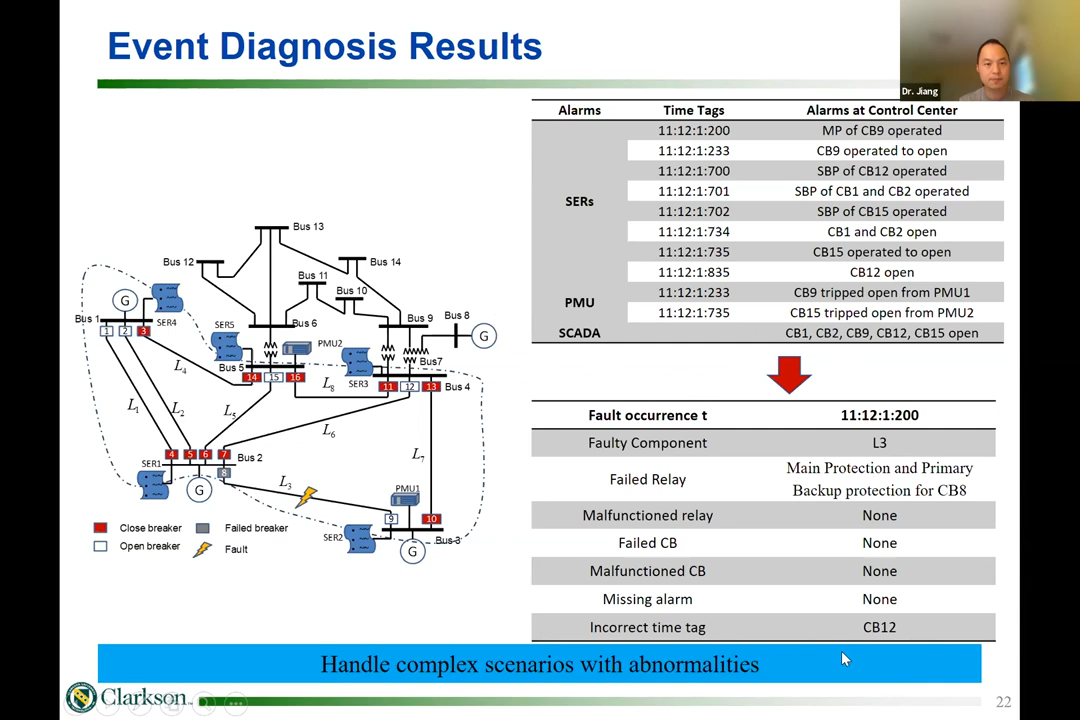 Event Diagnosis Results
Dr. Jiang
Alarms Time Tags Alarms at Control Center
SERs
11:12:1:200 MP of CB9 operated
11:12:1:233 CB9 operated to open
11:12:1:700 SBP of CB12 operated
11:12:1:701 SBP of CB1 and CB2 operated
11:12:1:702 SBP of CB15 operated
11:12:1:734 CB1 and CB2 open
11:12:1:735 CB15 operated to open
11:12:1:835 CB12 open
PMU
11:12:1:233 CB9 tripped open from PMU1
11:12:1:735 CB15 tripped open from PMU2
SCADA CB1, CB2, CB9, CB12, CB15 open
Fault occurrence t 11:12:1:200
Faulty Component L3
Failed Relay Main Protection and Primary
Backup protection for CB8
Malfunctioned relay None
Failed CB None
Malfunctioned CB None
Missing alarm None
Incorrect time tag CB12
Bus 13
Bus 12
Bus 14
Bus 11
Bus 10
G
Bus 1
SER4
SER5
Bus 6
Bus 9
Bus 8
G
1 2 3
PMU2
Bus7
Bus 5
SER3
L4
14 15 16
L8
11 12 13
Bus 4
L1
L2
L5
L6
L7
4 5 6 7
Bus 2
SER1
8
G
L3
PMU1
9
10
SER2
Bus 3
G
Close breaker
Failed breaker
Open breaker
Fault
Handle complex scenarios with abnormalities
Clarkson
22